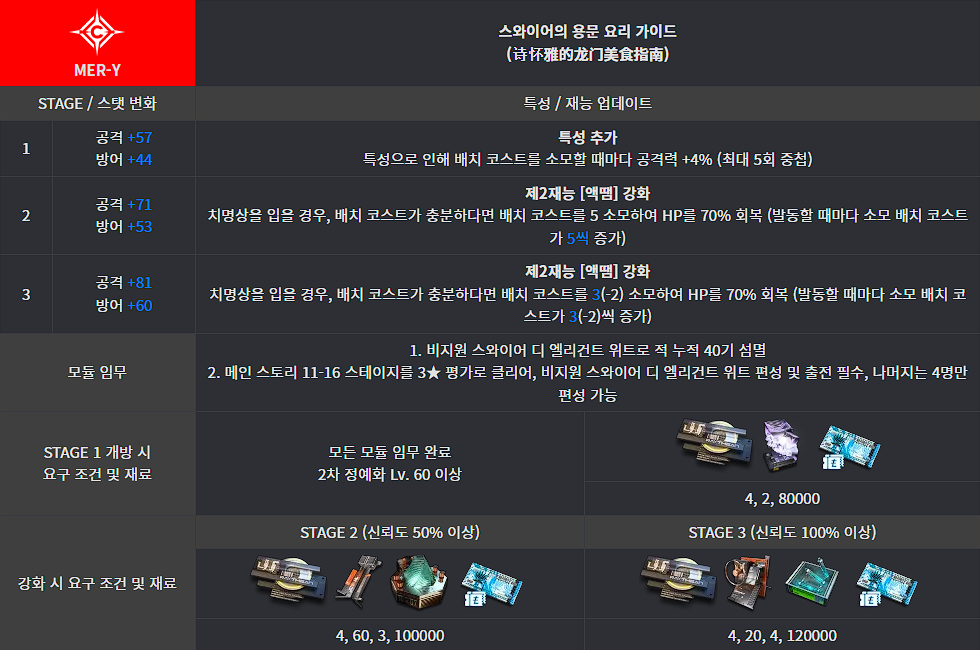 MER-Y
스와이어의 용문 요리 가이드
(诗怀雅的龙门美食指南)
STAGE / 스탯 변화
특성 / 재능 업데이트
1
공격 +57
방어 +44
특성 추가
특성으로 인해 배치 코스트를 소모할 때마다 공격력 +4% (최대 5회 중첩)
2
공격 +71
방어 +53
제2재능 [액땜] 강화
치명상을 입을 경우, 배치 코스트가 충분하다면 배치 코스트를 5 소모하여 HP를 70% 회복 (발동할 때마다 소모 배치 코스트
가 5씩 증가)
3
공격 +81
방어 +60
제2재능 [액땜] 강화
치명상을 입을 경우, 배치 코스트가 충분하다면 배치 코스트를 3(-2) 소모하여 HP를 70% 회복 (발동할 때마다 소모 배치 코
스트가 3(-2)씩 증가)
모듈 임무
1. 비지원 스와이어 디 엘리건트 위트로 적 누적 40기 섬멸
2. 메인 스토리 11-16 스테이지를 3★ 평가로 클리어, 비지원 스와이어 디 엘리건트 위트 편성 및 출전 필수, 나머지는 4명만
편성 가능
STAGE 1 개방 시
요구 조건 및 재료
모든 모듈 임무 완료
2차 정예화 Lv. 60 이상
4, 2, 80000
강화 시 요구 조건 및 재료
STAGE 2 (신뢰도 50% 이상)
STAGE 3 (신뢰도 100% 이상)
4, 60, 3, 100000
4, 20, 4, 120000